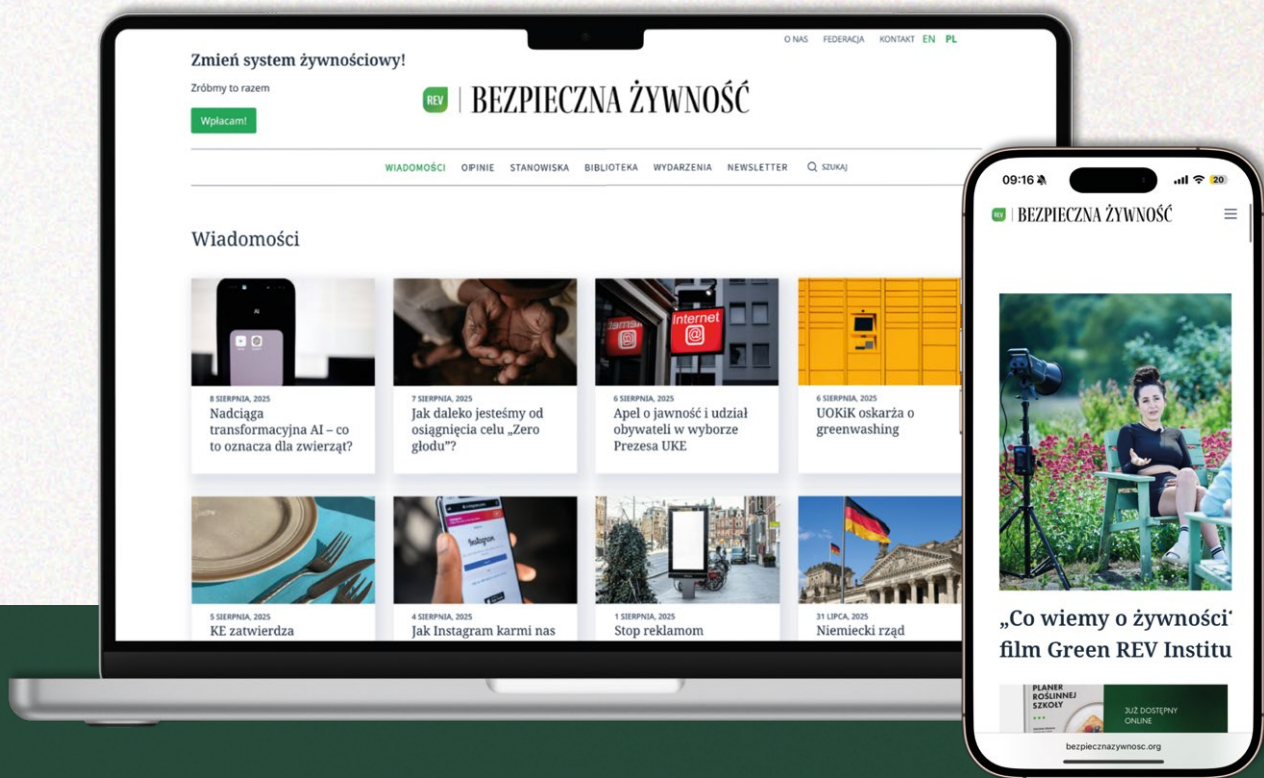 O NAS FEDERACJA KONTAKT EN PL
Zmień system żywnościowy!
Zróbmy to razem
Wpłacam!
REV | BEZPIECZNA ŻYWNOŚĆ
WIADOMOŚCI OPINIE STANOWISKA BIBLIOTEKA WYDARZENIA NEWSLETTER SZUKAJ
Wiadomości
AI
8 SIERPNIA, 2025
Nadciąga
transformacyjna AI – co
to oznacza dla zwierząt?
7 SIERPNIA, 2025
Jak daleko jesteśmy od
osiągnięcia celu „Zero
głodu”?
Internet
@
6 SIERPNIA, 2025
Apel o jawność i udział
obywateli w wyborze
Prezesa UKE
6 SIERPNIA, 2025
UOKiK oskarża o
greenwashing
5 SIERPNIA, 2025
KE zatwierdza
Instagram
4 SIERPNIA, 2025
Jak Instagram karmi nas
1 SIERPNIA, 2025
Stop reklamom
31 LIPCA, 2025
Niemiecki rząd
09:16 20
REV | BEZPIECZNA ŻYWNOŚĆ
„Co wiemy o żywności”
film Green REV Institu
PLANER
ROŚLINNEJ
SZKOŁY
JUŻ DOSTĘPNY
ONLINE
bezpiecznazywnosc.org